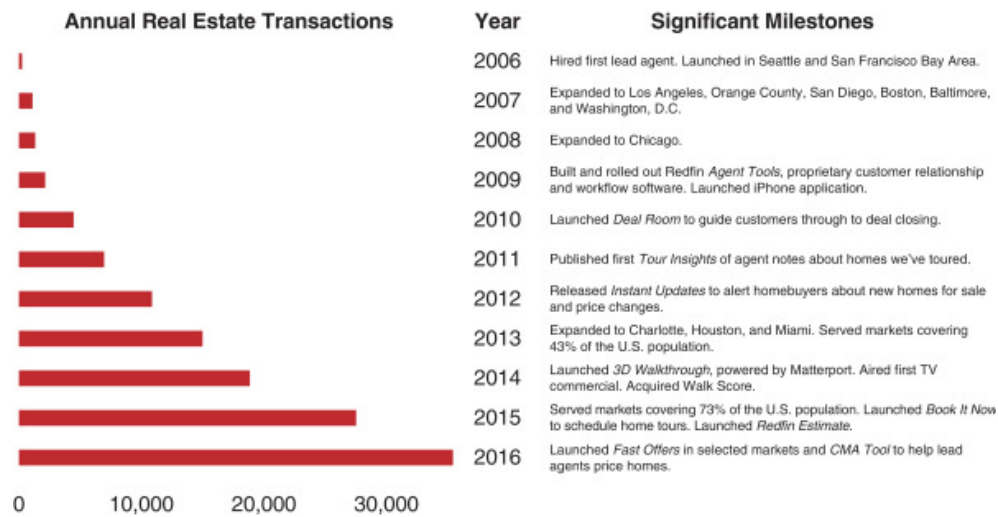 Annual Real Estate Transactions Year Significant Milestones
2006 Hired first lead agent. Launched in Seattle and San Francisco Bay Area.
2007 Expanded to Los Angeles, Orange County, San Diego, Boston, Baltimore,
and Washington, D.C.
2008 Expanded to Chicago.
2009 Built and rolled out Redfin Agent Tools, proprietary customer relationship
and workflow software. Launched iPhone application.
2010 Launched Deal Room to guide customers through to deal closing.
2011 Published first Tour Insights of agent notes about homes we've toured.
2012 Released Instant Updates to alert homebuyers about new homes for sale
and price changes.
2013 Expanded to Charlotte, Houston, and Miami. Served markets covering
43% of the U.S. population.
2014 Launched 3D Walkthrough, powered by Matterport. Aired first TV
commercial. Acquired Walk Score.
2015 Served markets covering 73% of the U.S. population. Launched Book It Now
to schedule home tours. Launched Redfin Estimate.
2016 Launched Fast Offers in selected markets and CMA Tool to help lead
agents price homes.
0 10,000 20,000 30,000